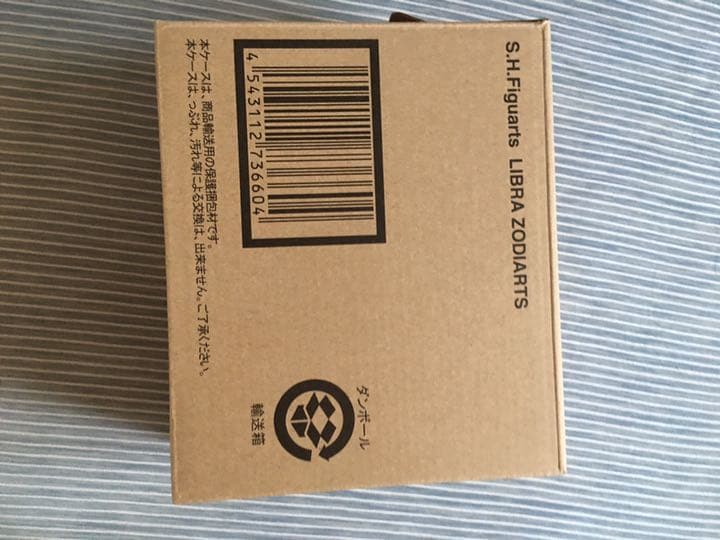 S.H.Figuarts LIBRA ZODIARTS
4 543112 736604
本ケースは、商品輸送用の保護梱包材です。
本ケースは、つぶれ、汚れ等による交換は、出来ません。ご了承ください。
ダンボール
輸送箱